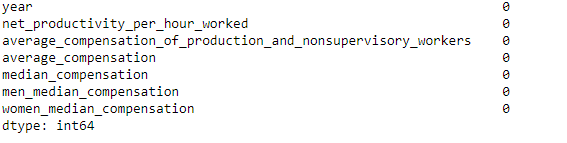 year 0
net_productivity_per_hour_worked 0
average_compensation_of_production_and_nonsupervisory_workers 0
average_compensation 0
median_compensation 0
men_median_compensation 0
women_median_compensation 0
dtype: int64